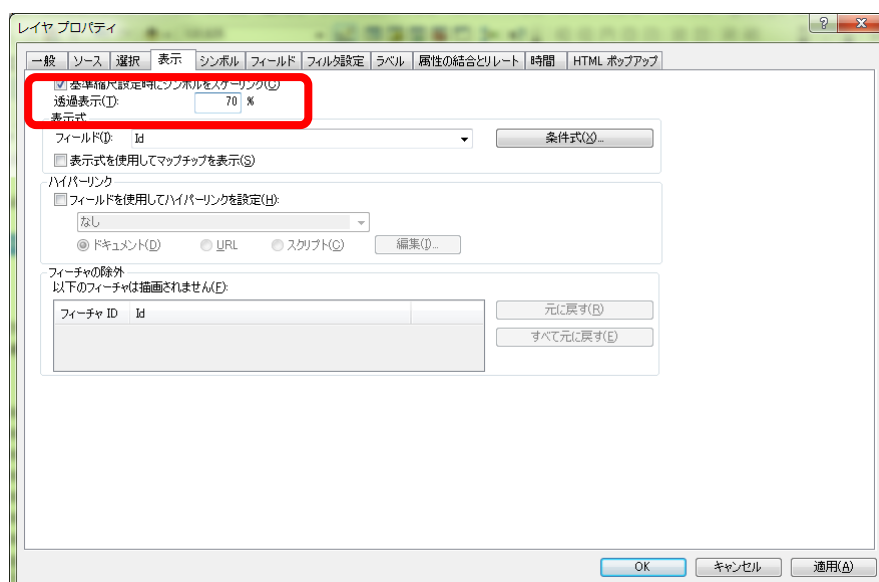 レイヤ プロパティ
一般 ソース 選択 表示 シンボル フィールド フィルタ設定 ラベル 属性の結合とリレート 時間 HTML ポップアップ
基準縮尺設定時にシンボルをスケーリング(C)
透過表示(T): 70 %
表示式
フィールド(I): Id 条件式(X)...
表示式を使用してマップチップを表示(S)
ハイパーリンク
フィールドを使用してハイパーリンクを設定(H):
なし
ドキュメント(D) URL スクリプト(C) 編集(I)...
フィーチャの除外
以下のフィーチャは描画されません(F):
フィーチャ ID Id 元に戻す(R)
すべて元に戻す(E)
OK キャンセル 適用(A)